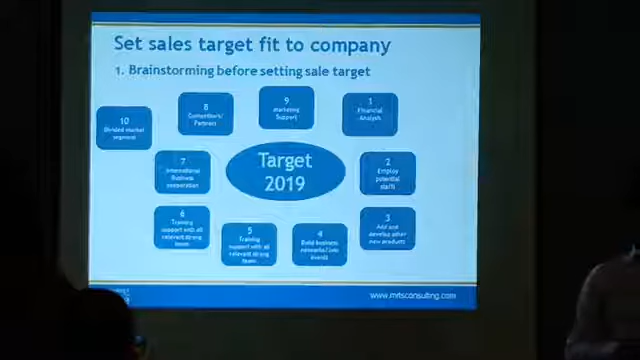 Set sales target fit to company
1. Brainstorming before setting sale target
10
Divided market
segment
8
Competitors/
Partners
9
marketing
Support
1
Financial
Analysis
7
International
Business
cooperation
Target
2019
2
Employ
potential
staffs
6
Training
support with all
relevant strong
team
5
Training
support with all
relevant strong
team
4
Build business
networks/Join
events
3
Add and
develop other
new products
www.mitsconsulting.com